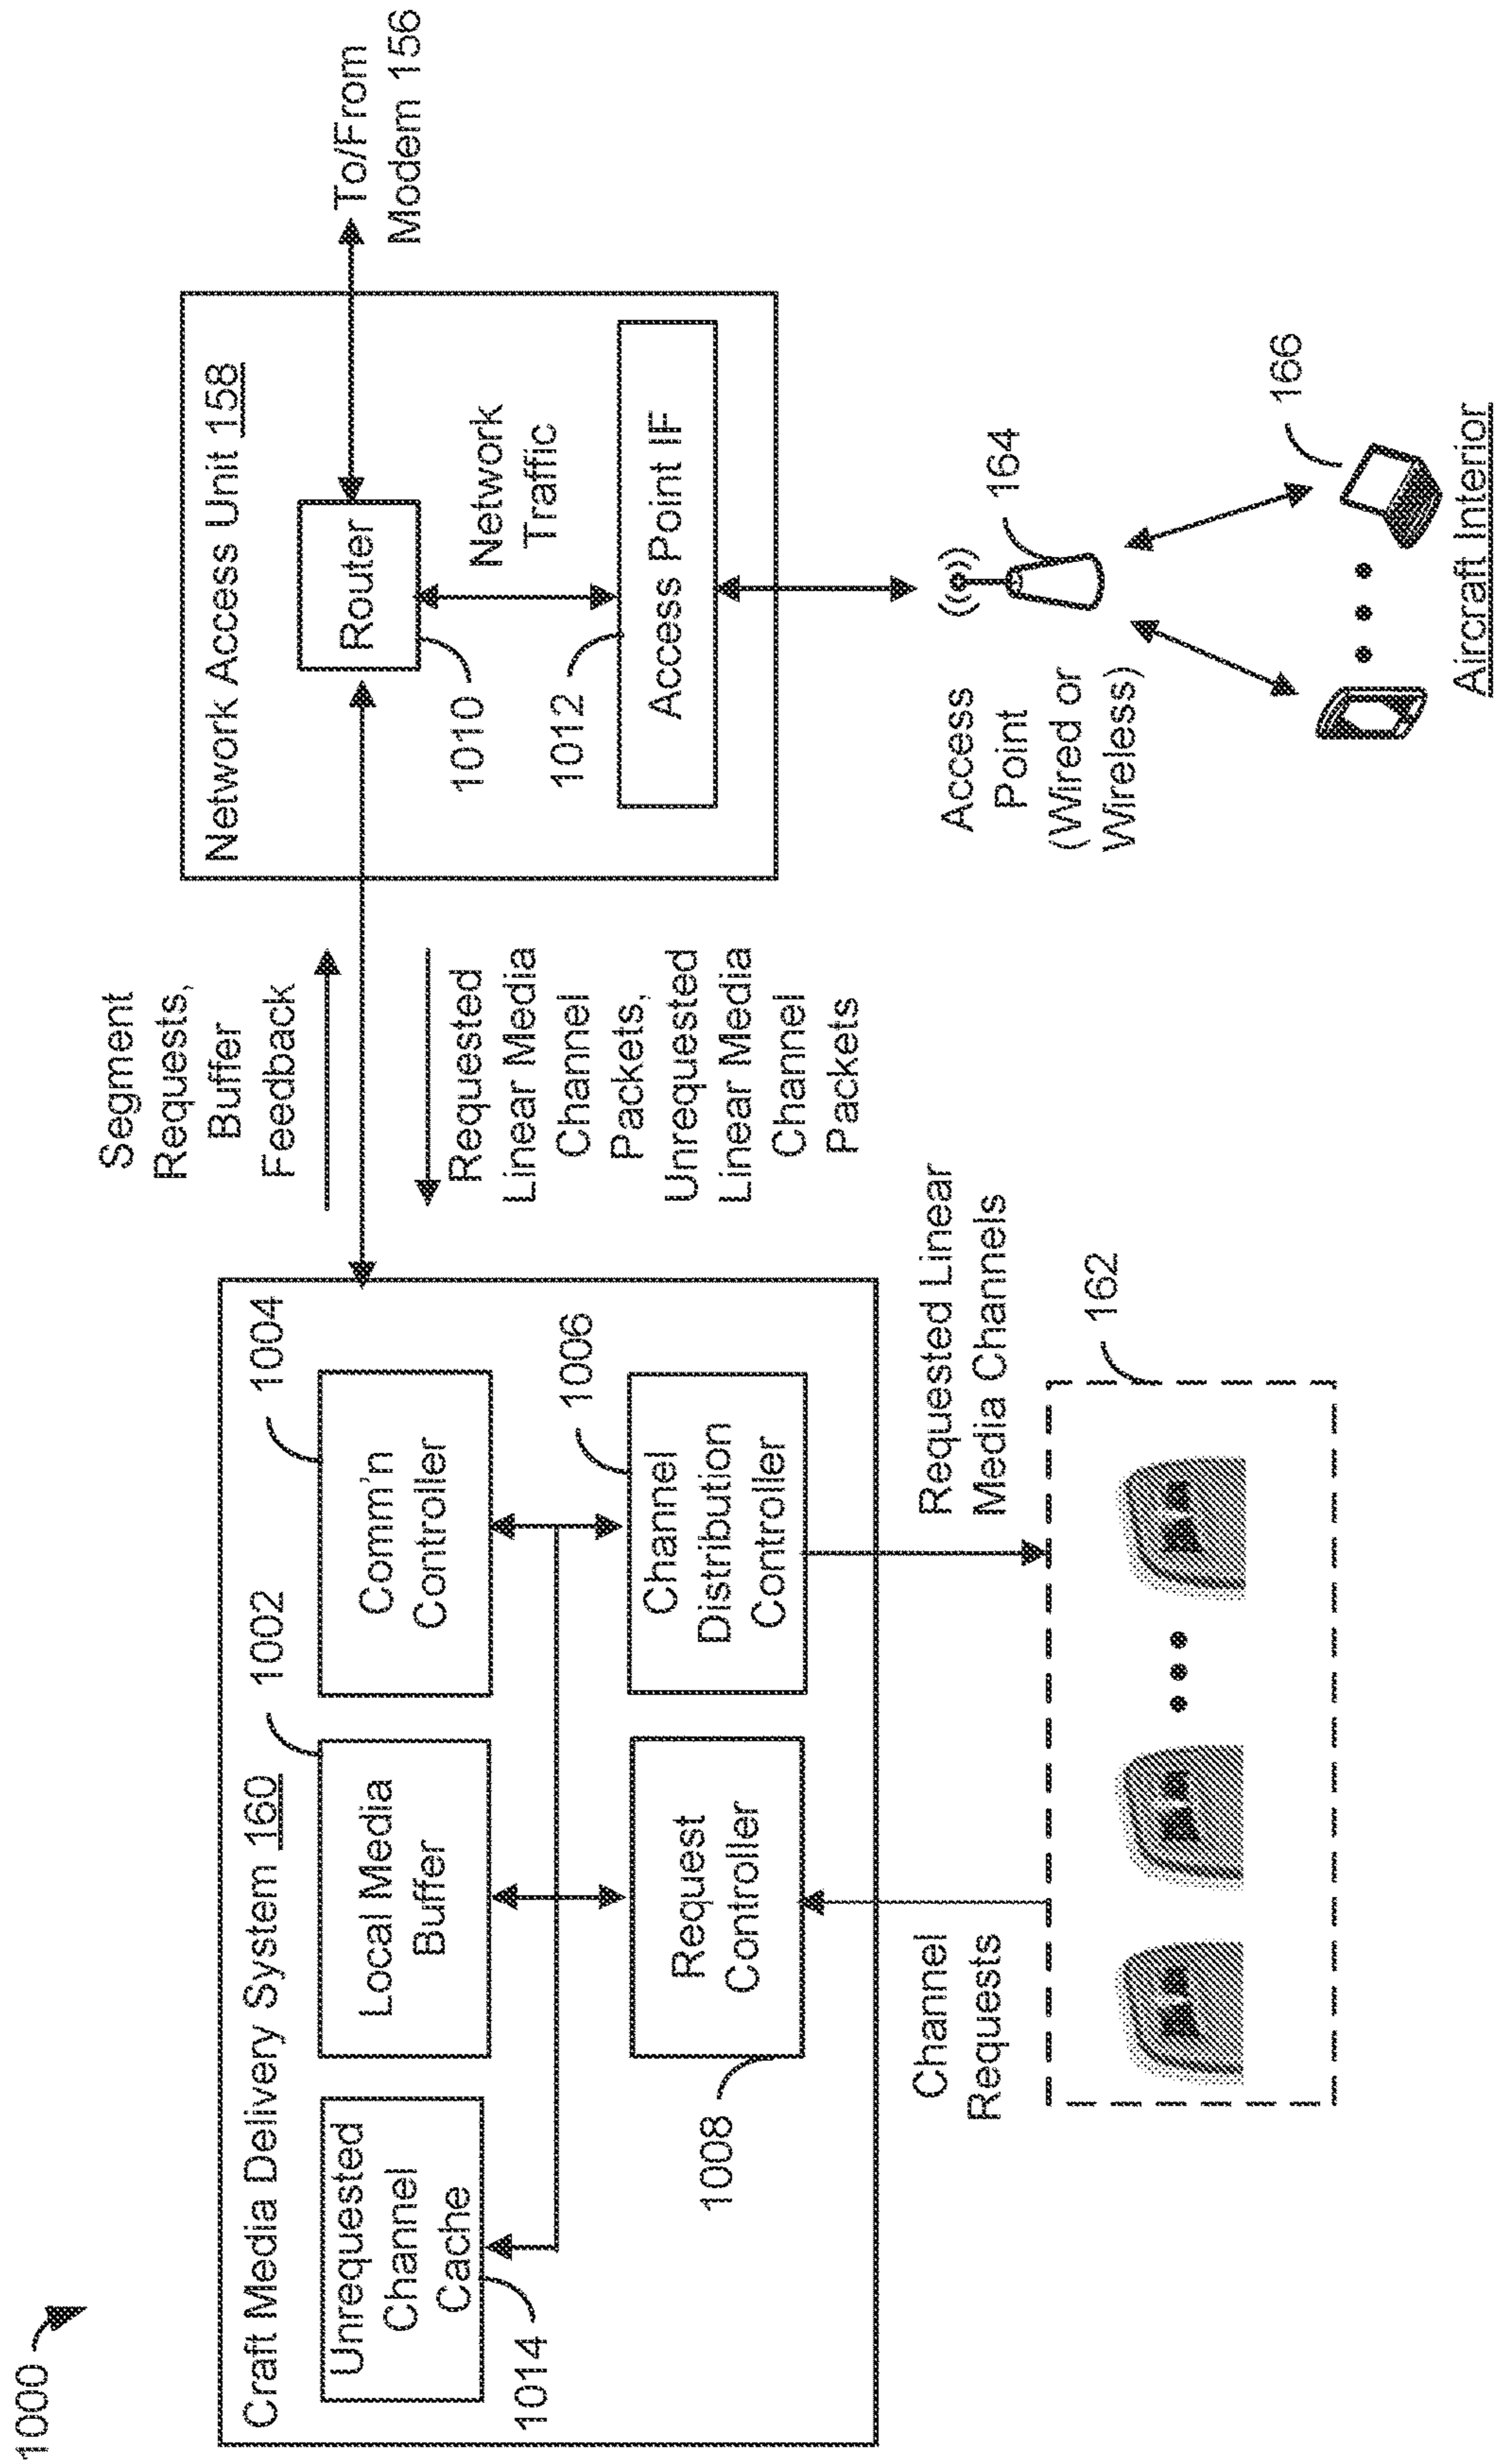 1000
Craft Media Delivery System 160
Unrequested
Channel
Cache
1014
Local Media
Buffer
1002
Comm'n
Controller
1004
Request
Controller
1008
Channel
Distribution
Controller
1006
Channel
Requests
Requested Linear
Media Channels
162
Segment
Requests,
Buffer
Feedback
Requested
Linear Media
Channel
Packets,
Unrequested
Linear Media
Channel
Packets
Network Access Unit 158
Router
1010
Network
Traffic
1012
Access Point IF
To/From
Modem 156
Access
Point
(Wired or
Wireless)
164
166
Aircraft Interior